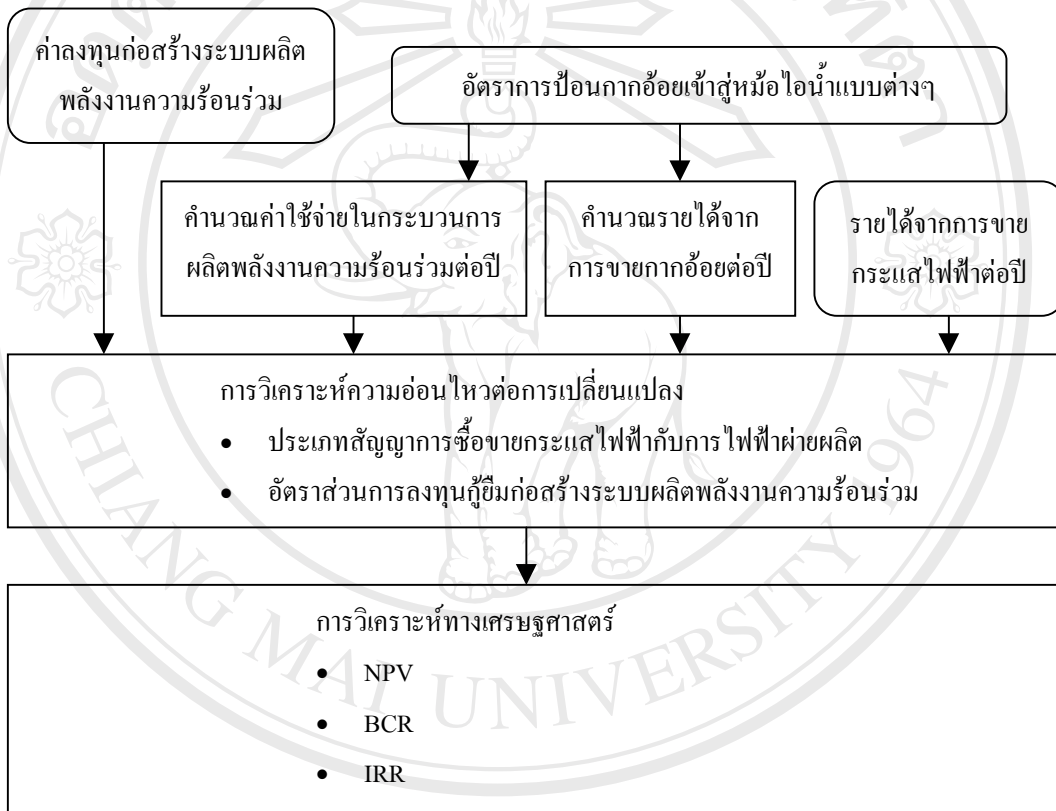 ค่าลงทุนก่อสร้างระบบผลิต
พลังงานความร้อนร่วม
อัตราการป้อนกากอ้อยเข้าสู่หม้อไอน้ำแบบต่างๆ
คำนวณค่าใช้จ่ายในกระบวนการ
ผลิตพลังงานความร้อนร่วมต่อปี
คำนวณรายได้จาก
การขายกากอ้อยต่อปี
รายได้จากการขาย
กระแสไฟฟ้าต่อปี
การวิเคราะห์ความอ่อนไหวต่อการเปลี่ยนแปลง
• ประเภทสัญญาการซื้อขายกระแสไฟฟ้ากับการไฟฟ้าผ่ายผลิต
• อัตราส่วนการลงทุนกู้ยืมก่อสร้างระบบผลิตพลังงานความร้อนร่วม
การวิเคราะห์ทางเศรษฐศาสตร์
• NPV
• BCR
• IRR
CHIANG MAI UNIVERSITY 1964